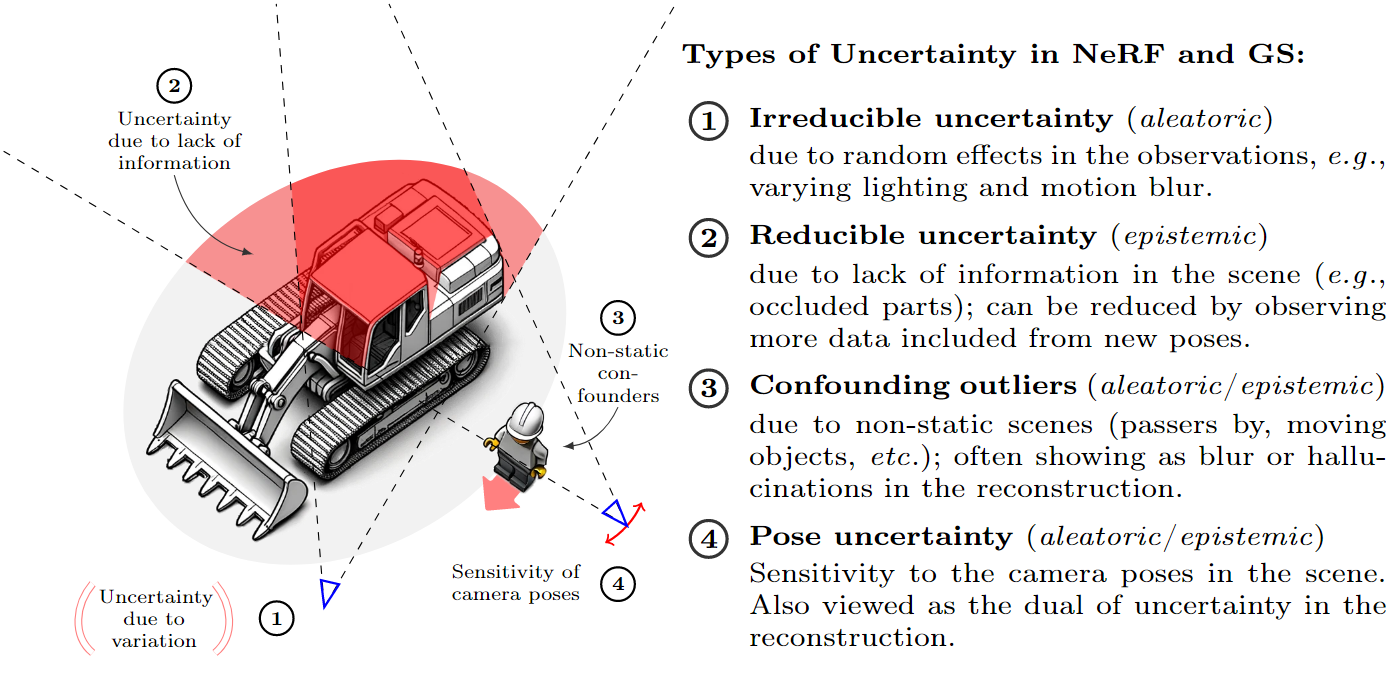 2
Uncertainty
due to lack of
information
3
Non-static
con-
founders
Sensitivity of
camera poses
4
Uncertainty
due to
variation
1
Types of Uncertainty in NeRF and GS:
1 Irreducible uncertainty (aleatoric)
due to random effects in the observations, e.g.,
varying lighting and motion blur.
2 Reducible uncertainty (epistemic)
due to lack of information in the scene (e.g.,
occluded parts); can be reduced by observing
more data included from new poses.
3 Confounding outliers (aleatoric/epistemic)
due to non-static scenes (passers by, moving
objects, etc.); often showing as blur or hallu-
cinations in the reconstruction.
4 Pose uncertainty (aleatoric/epistemic)
Sensitivity to the camera poses in the scene.
Also viewed as the dual of uncertainty in the
reconstruction.